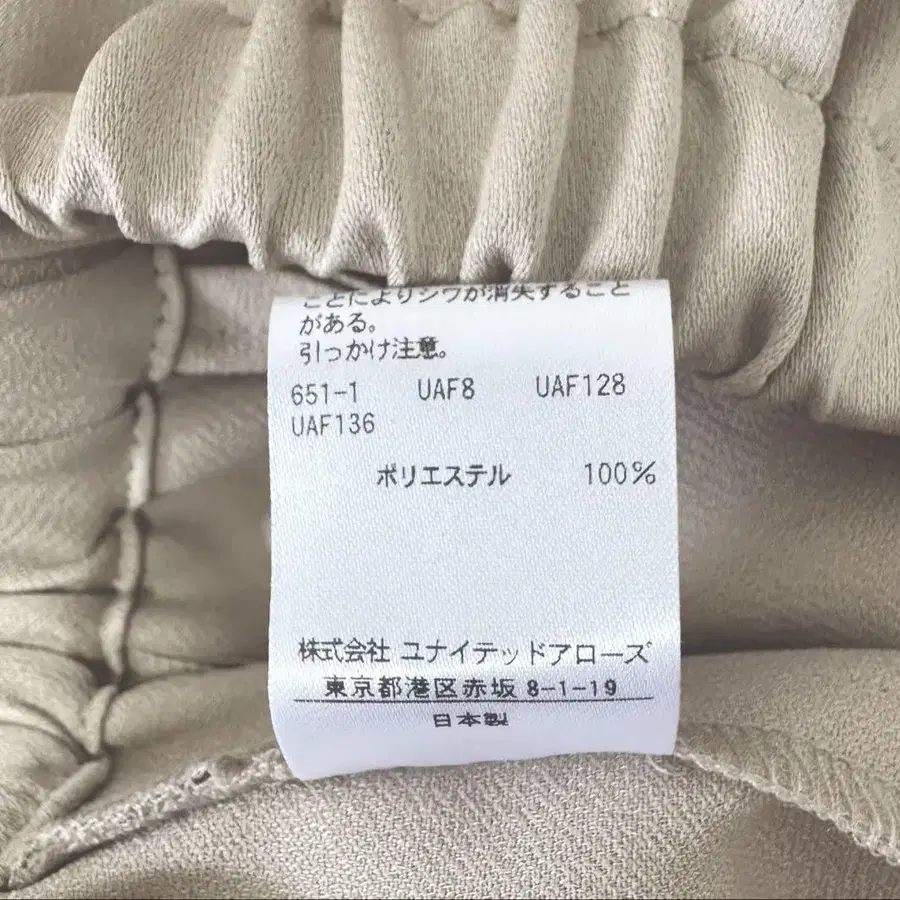 ことによりシワが消失すること
がある。
引っかけ注意。
651-1 UAF8 UAF128
UAF136
ポリエステル 100%
株式会社 ユナイテッドアローズ
東京都港区赤坂 8-1-19
日本製